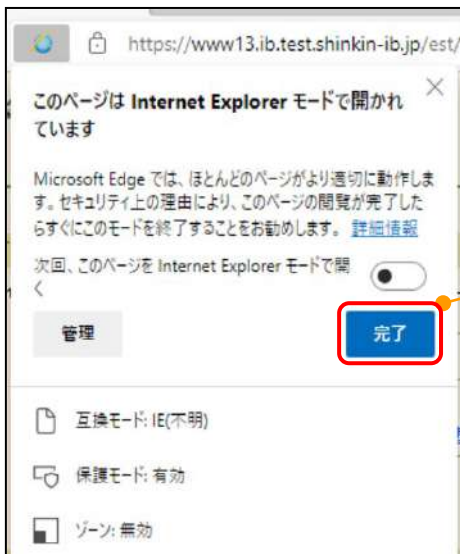 https://www13.ib.test.shinkin-ib.jp/est/
このページは Internet Explorer モードで開かれ
ています
Microsoft Edge では、ほとんどのページがより適切に動作しま
す。セキュリティ上の理由により、このページの閲覧が完了した
らすぐにこのモードを終了することをお勧めします。 詳細情報
次回、このページを Internet Explorer モードで開
く
管理
完了
互換モード: IE(不明)
保護モード: 有効
ゾーン: 無効